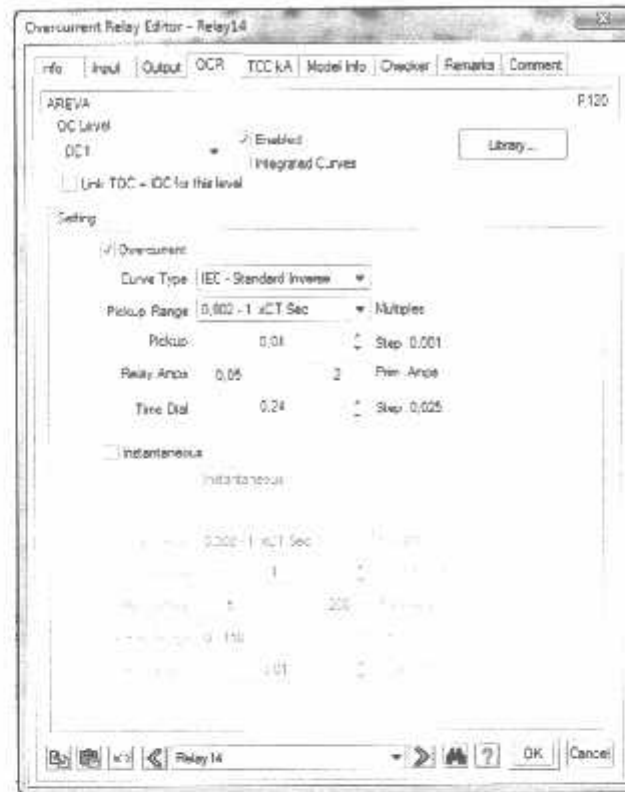 Overcurrent Relay Editor - Relay14
Info Input Output OCR TCC kA Model Info Checker Remarks Comment
AREVA P120
OC Level
OC1
Enabled
Integrated Curves
Library...
Link TOC + IOC for this level
Setting
Overcurrent
Curve Type IEC - Standard Inverse
Pickup Range 0,002 - 1 xCT Sec Multiples
Pickup 0,01 Step 0.001
Relay Amps 0,05 2 Prim. Amps
Time Dial 0.24 Step 0,025
Instantaneous
Instantaneous
0,002 - 1 xCT Sec
1
5 200
Relay14 ? OK Cancel